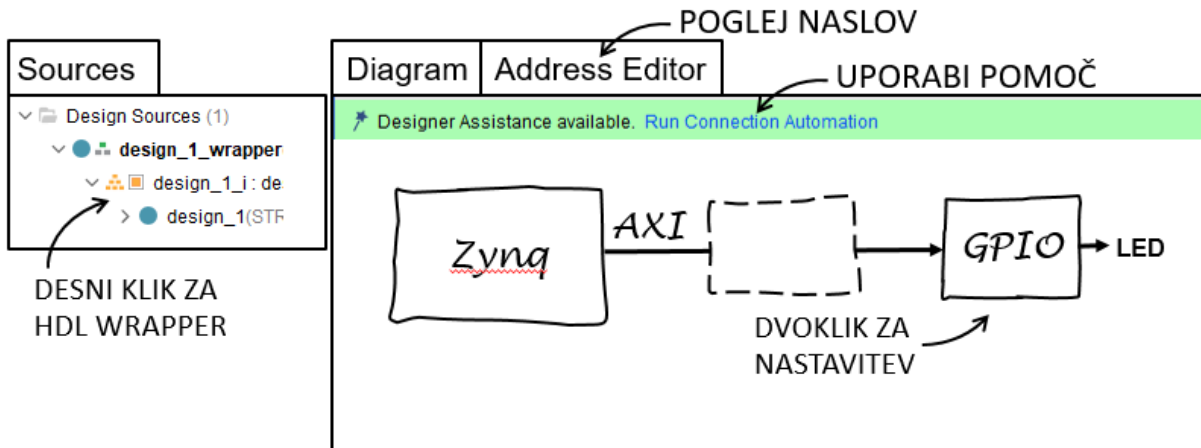 POGLEJ NASLOV
Sources
Diagram
Address Editor
UPORABI POMOČ
Design Sources (1)
Designer Assistance available. Run Connection Automation
design_1_wrapper
design_1_i : de
design_1(STR
AXI
Zynq
GPIO
LED
DESNI KLIK ZA
HDL WRAPPER
DVOKLIK ZA
NASTAVITEV